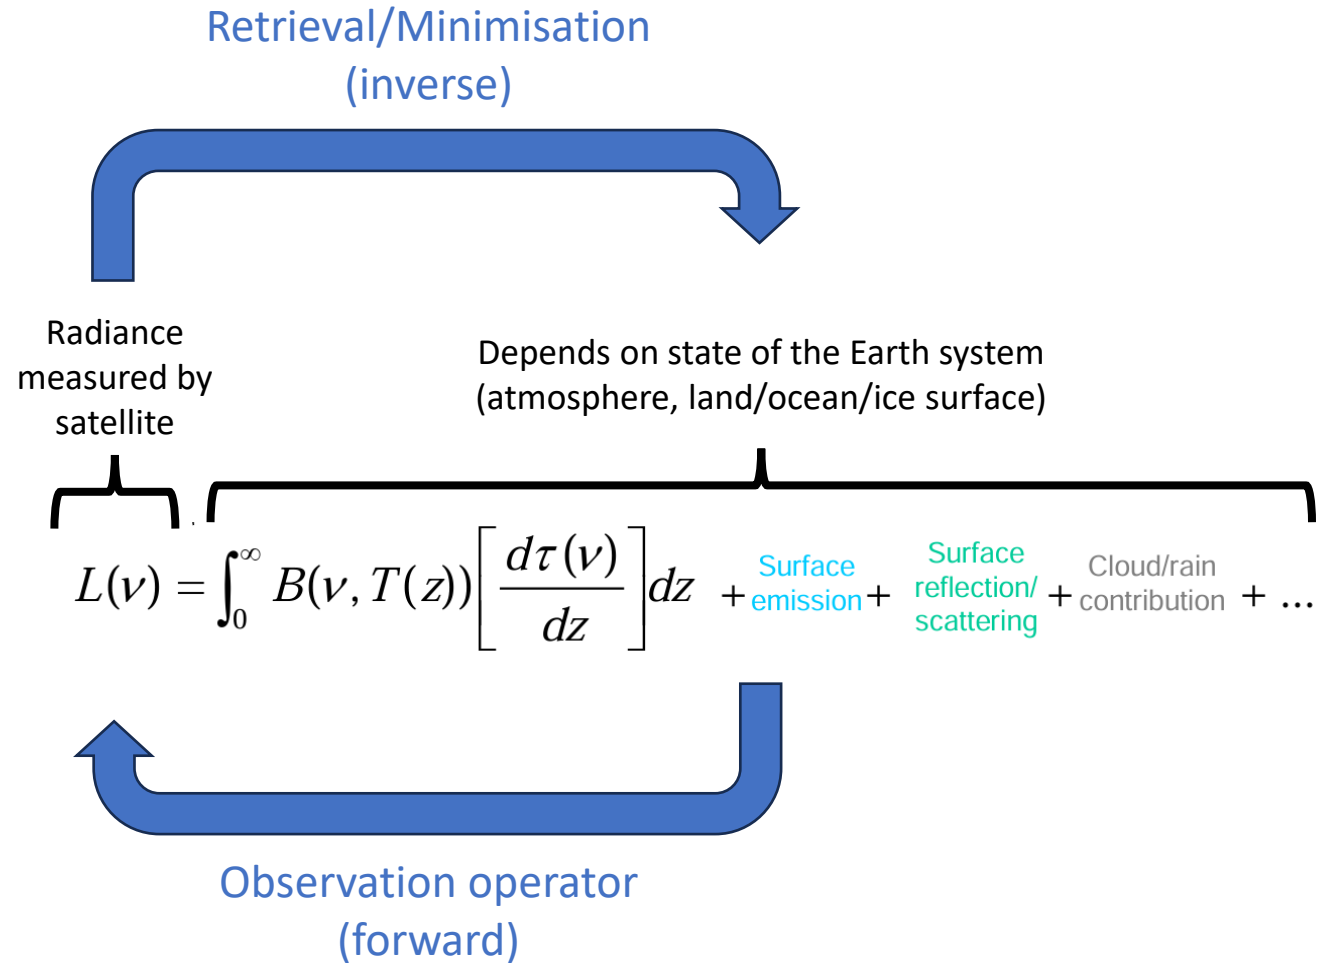 Retrieval/Minimisation
(inverse)
Radiance
measured by
satellite
Depends on state of the Earth system
(atmosphere, land/ocean/ice surface)
L(ν) = ∫₀^∞ B(ν, T(z)) [dτ(ν)/dz] dz + Surface emission + Surface reflection/ scattering + Cloud/rain contribution + ...
Observation operator
(forward)